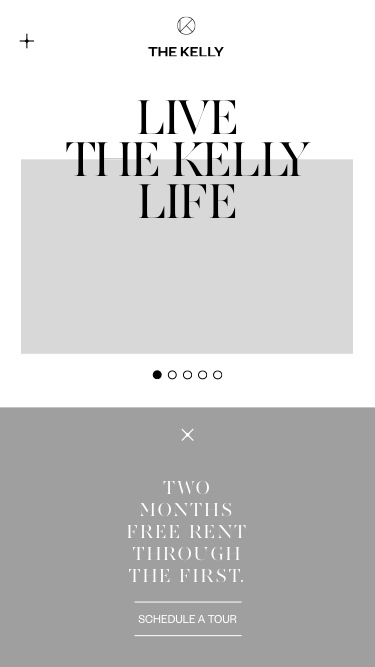 THE KELLY
LIVE
THE KELLY
LIFE
TWO
MONTHS
FREE RENT
THROUGH
THE FIRST.
SCHEDULE A TOUR